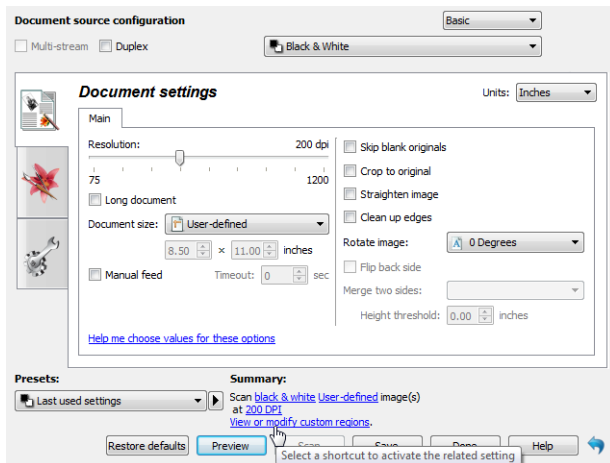 Document source configuration
Basic
Multi-stream
Duplex
Black & White
Document settings
Units:
Inches
Main
Resolution:
200 dpi
75
1200
Long document
Document size:
User-defined
8.50
×
11.00
inches
Manual feed
Timeout:
0
sec
Skip blank originals
Crop to original
Straighten image
Clean up edges
Rotate image:
0 Degrees
Flip back side
Merge two sides:
Height threshold:
0.00
inches
Help me choose values for these options
Presets:
Last used settings
Summary:
Scan black & white User-defined image(s)
at 200 DPI
View or modify custom regions.
Restore defaults
Preview
Scan
Save
Done
Help
Select a shortcut to activate the related setting